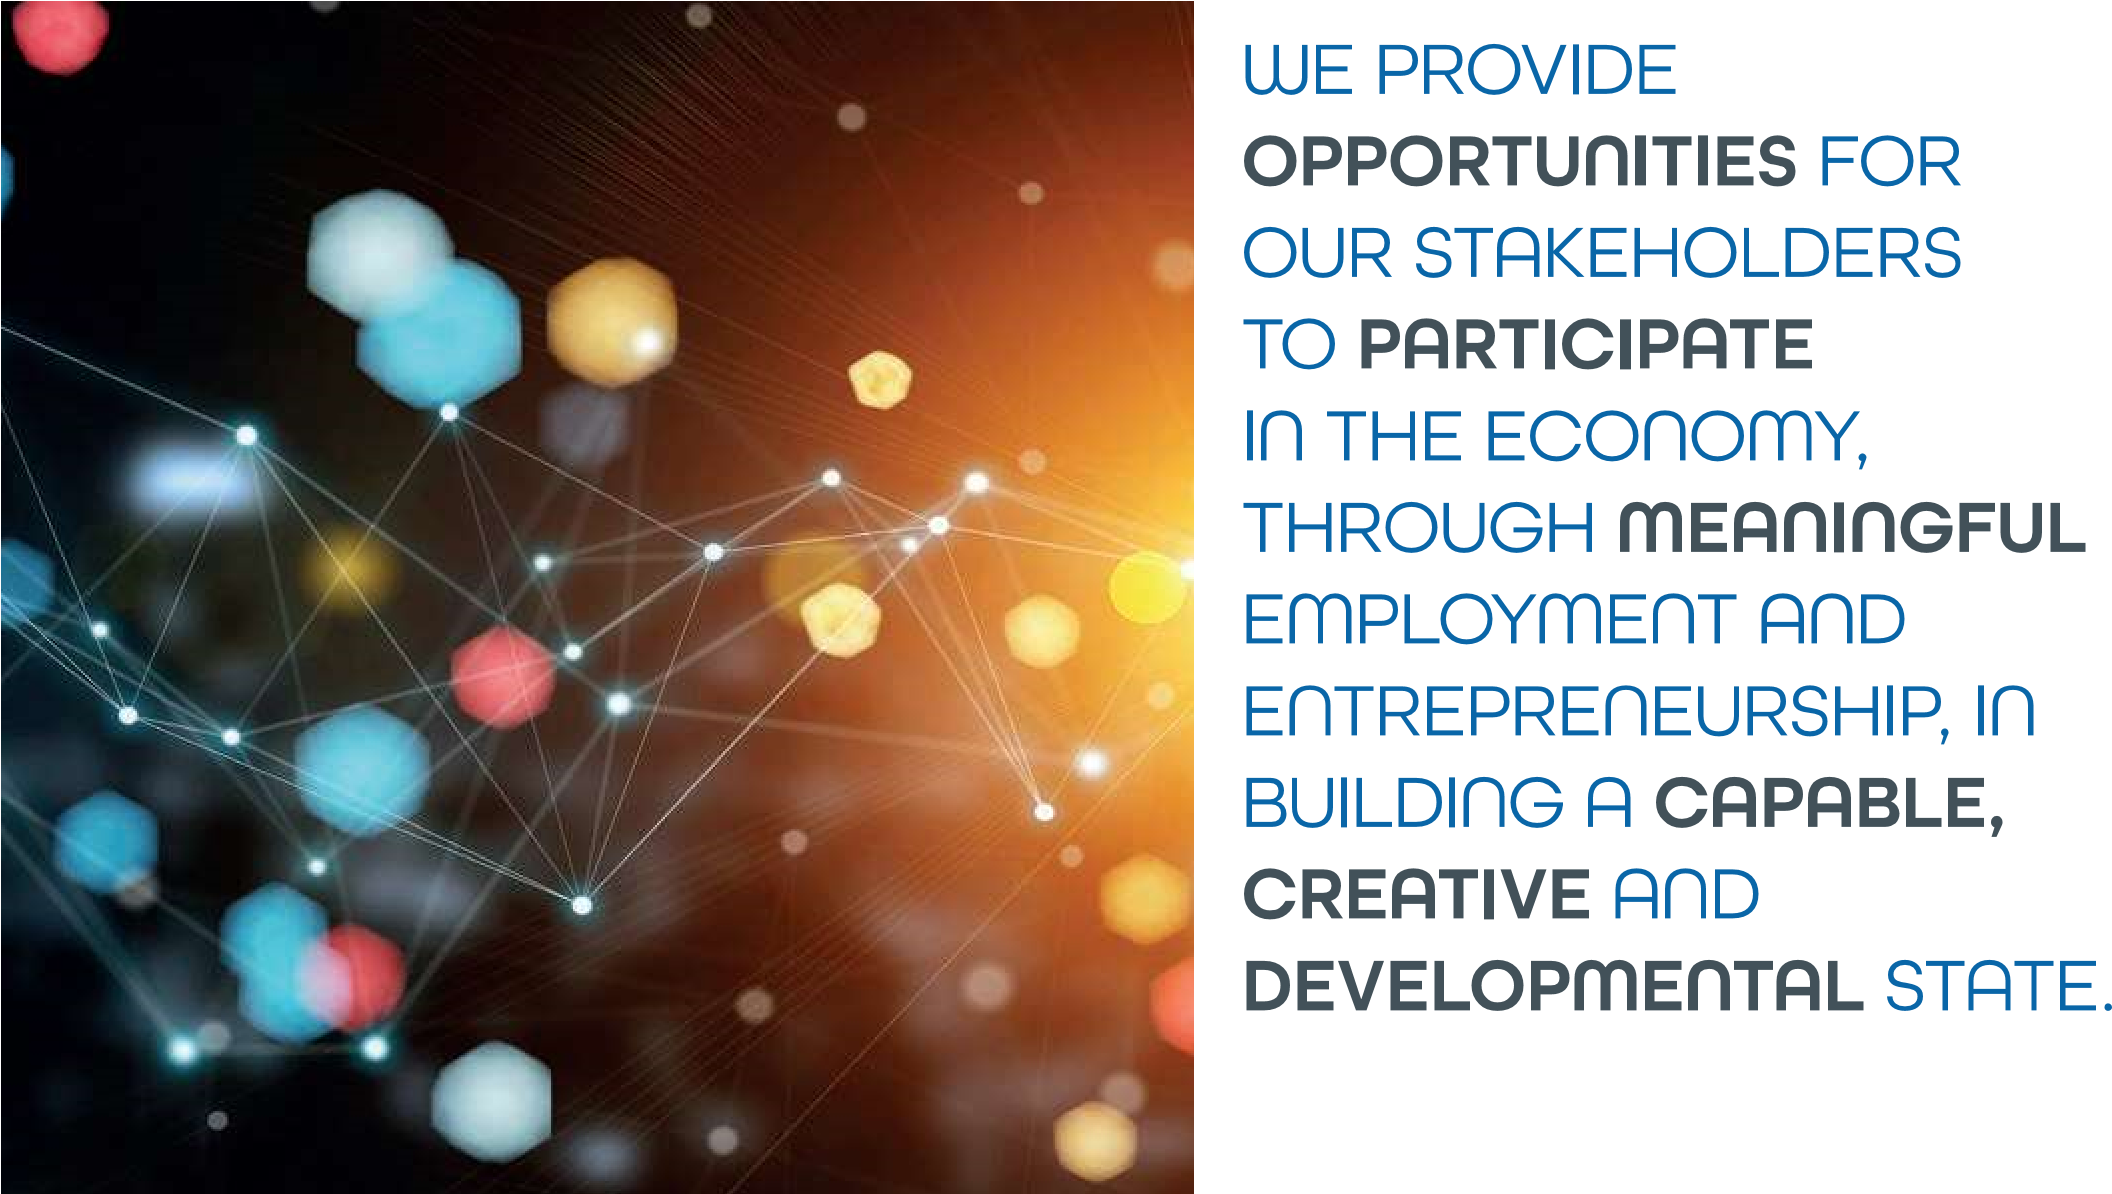 WE PROVIDE
OPPORTUNITIES FOR
OUR STAKEHOLDERS
TO PARTICIPATE
IN THE ECONOMY,
THROUGH MEANINGFUL
EMPLOYMENT AND
ENTREPRENEURSHIP, IN
BUILDING A CAPABLE,
CREATIVE AND
DEVELOPMENTAL STATE.